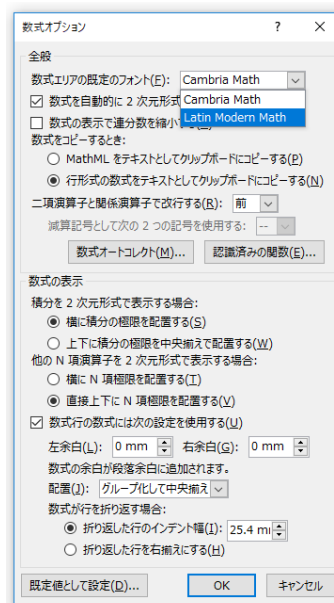 数式オプション ? ×
全般
数式エリアの既定のフォント(F): Cambria Math
Cambria Math
数式を自動的に 2 次元形式
Latin Modern Math
数式の表示で連分数を縮小
数式をコピーするとき:
MathML をテキストとしてクリップボードにコピーする(P)
行形式の数式をテキストとしてクリップボードにコピーする(N)
二項演算子と関係演算子で改行する(R): 前
減算記号として次の 2 つの記号を使用する: --
数式オートコレクト(M)... 認識済みの関数(E)...
数式の表示
積分を 2 次元形式で表示する場合:
横に積分の極限を配置する(S)
上下に積分の極限を中央揃えで配置する(W)
他の N 項演算子を 2 次元形式で表示する場合:
横に N 項極限を配置する(T)
直接上下に N 項極限を配置する(V)
数式行の数式には次の設定を使用する(U)
左余白(L): 0 mm 右余白(G): 0 mm
数式の余白が段落余白に追加されます。
配置(J): グループ化して中央揃え
数式が行を折り返す場合:
折り返した行のインデント幅(I): 25.4 mm
折り返した行を右揃えにする(H)
既定値として設定(D)... OK キャンセル